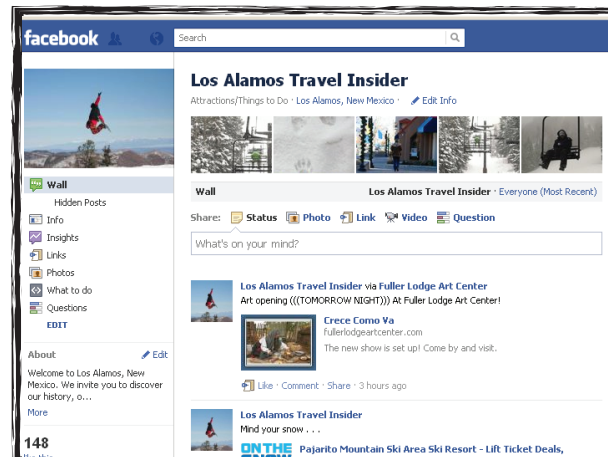 facebook
Search
Los Alamos Travel Insider
Attractions/Things to Do · Los Alamos, New Mexico · Edit Info
Wall
Hidden Posts
Info
Insights
Links
Photos
What to do
Questions
EDIT
About Edit
Welcome to Los Alamos, New
Mexico. We invite you to discover
our history, o...
More
148
like this
Wall Los Alamos Travel Insider · Everyone (Most Recent)
Share: Status Photo Link Video Question
What's on your mind?
Los Alamos Travel Insider via Fuller Lodge Art Center
Art opening (((TOMORROW NIGHT))) At Fuller Lodge Art Center!
Crece Como Va
fullerlodgeartcenter.com
The new show is set up! Come by and visit.
Like · Comment · Share · 3 hours ago
Los Alamos Travel Insider
Mind your snow . . .
ON THE
SNOW
Pajarito Mountain Ski Area Ski Resort - Lift Ticket Deals,